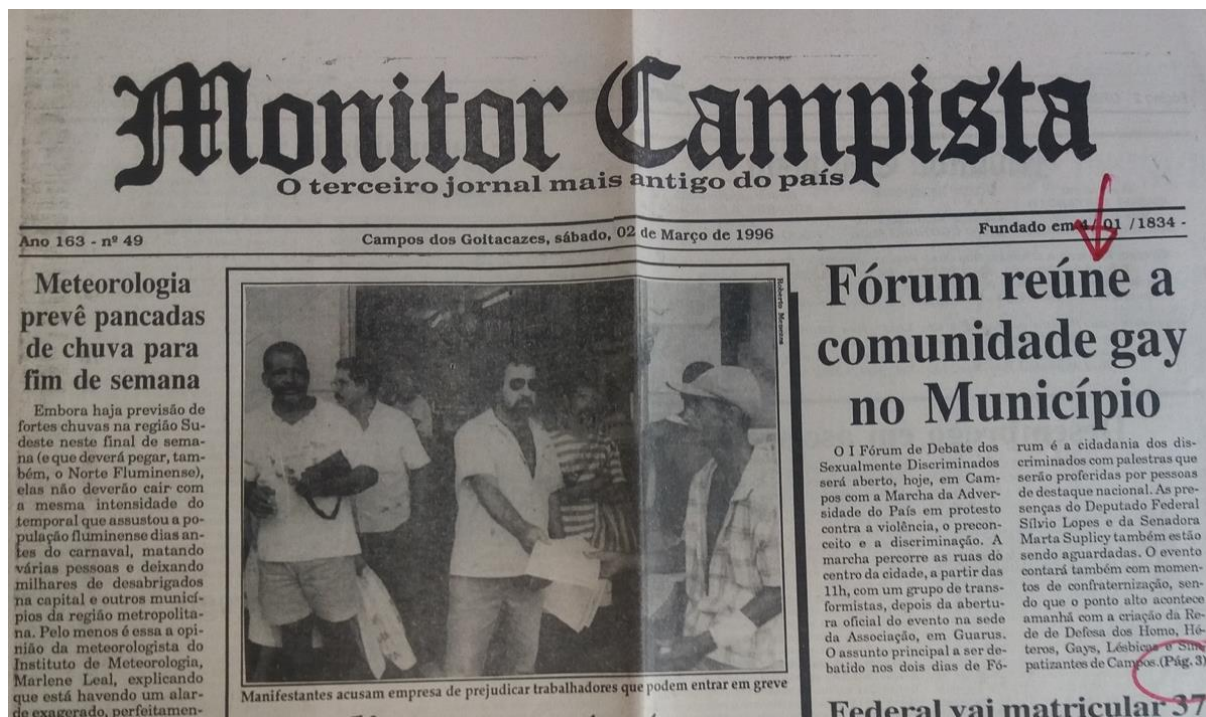 Monitor Campista
O terceiro jornal mais antigo do país
Ano 163 - nº 49
Campos dos Goitacazes, sábado, 02 de Março de 1996
Fundado em /01 /1834 -
Meteorologia
prevê pancadas
de chuva para
fim de semana
Embora haja previsão de
fortes chuvas na região Su-
deste neste final de sema-
na (e que deverá pegar, tam-
bém, o Norte Fluminense),
elas não deverão cair com
a mesma intensidade do
temporal que assustou a po-
pulação fluminense dias an-
tes do carnaval, matando
várias pessoas e deixando
milhares de desabrigados
na capital e outros municí-
pios da região metropolita-
na. Pelo menos é essa a opi-
nião da meteorologista do
Instituto de Meteorologia,
Marlene Leal, explicando
que está havendo um alar-
de exagerado, perfeitamen-
Roberto Menezes
Manifestantes acusam empresa de prejudicar trabalhadores que podem entrar em greve
Fórum reúne a
comunidade gay
no Município
O I Fórum de Debate dos
Sexualmente Discriminados
será aberto, hoje, em Cam-
pos com a Marcha da Adver-
sidade do País em protesto
contra a violência, o precon-
ceito e a discriminação. A
marcha percorre as ruas do
centro da cidade, a partir das
11h, com um grupo de trans-
formistas, depois da abertu-
ra oficial do evento na sede
da Associação, em Guarus.
O assunto principal a ser de-
batido nos dois dias de Fó-
rum é a cidadania dos dis-
criminados com palestras que
serão proferidas por pessoas
de destaque nacional. As pre-
senças do Deputado Federal
Sílvio Lopes e da Senadora
Marta Suplicy também estão
sendo aguardadas. O evento
contará também com momen-
tos de confraternização, sen-
do que o ponto alto acontece
amanhã com a criação da Re-
de de Defesa dos Homo, Hé-
teros, Gays, Lésbicas e Sim-
patizantes de Campos.(Pág. 3)
Federal vai matricular 37